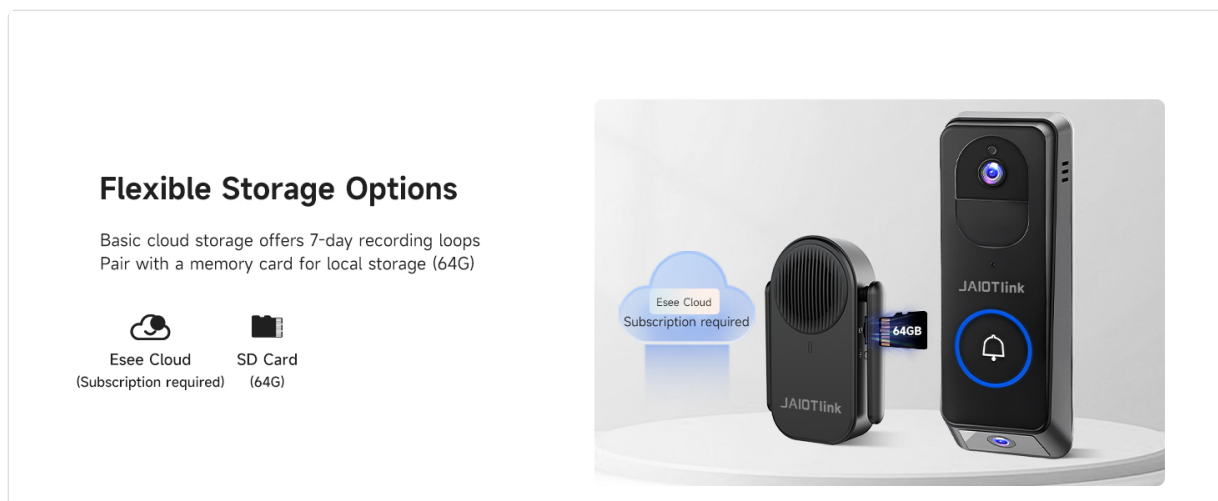 Flexible Storage Options
Basic cloud storage offers 7-day recording loops
Pair with a memory card for local storage (64G)
Esee Cloud
(Subscription required)
SD Card
(64G)
Esee Cloud
Subscription required
64GB
JAIOTlink
JAIOTlink